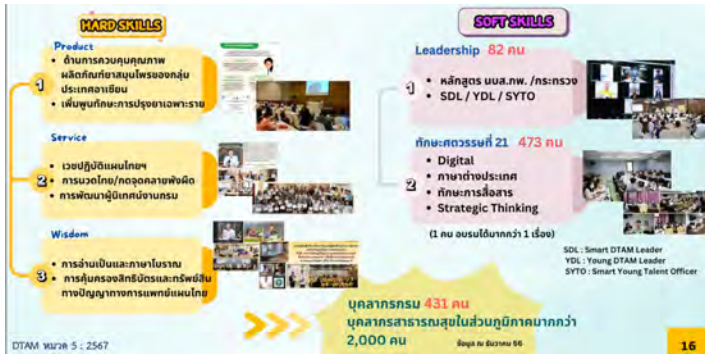 HARD SKILLS
Product
• ด้านการควบคุมคุณภาพ
ผลิตภัณฑ์ยาสมุนไพรของกลุ่ม
ประเทศอาเซียน
• เพิ่มพูนทักษะการปรุงยาเฉพาะราย
1
Service
• เวชปฏิบัติแผนไทยฯ
• การนวดไทย/กดจุดคลายพังผืด
• การพัฒนาผู้นิเทศน์งานกรม
2
Wisdom
• การอ่านเป็นและภาษาโบราณ
• การคุ้มครองสิทธิบัตรและทรัพย์สิน
ทางปัญญาทางการแพทย์แผนไทย
3
SOFT SKILLS
Leadership 82 คน
• หลักสูตร นบส.ทพ. /กระทรวง
• SDL / YDL / SYTO
1
ทักษะศตวรรษที่ 21 473 คน
• Digital
• ภาษาต่างประเทศ
• ทักษะการสื่อสาร
• Strategic Thinking
2
(1 คน อบรมได้มากกว่า 1 เรื่อง)
SDL : Smart DTAM Leader
YDL : Young DTAM Leader
SYTO : Smart Young Talent Officer
บุคลากรกรม 431 คน
บุคลากรสาธารณสุขในส่วนภูมิภาคมากกว่า
2,000 คน
ข้อมูล ณ ธันวาคม 66
DTAM หมวด 5 : 2567
16